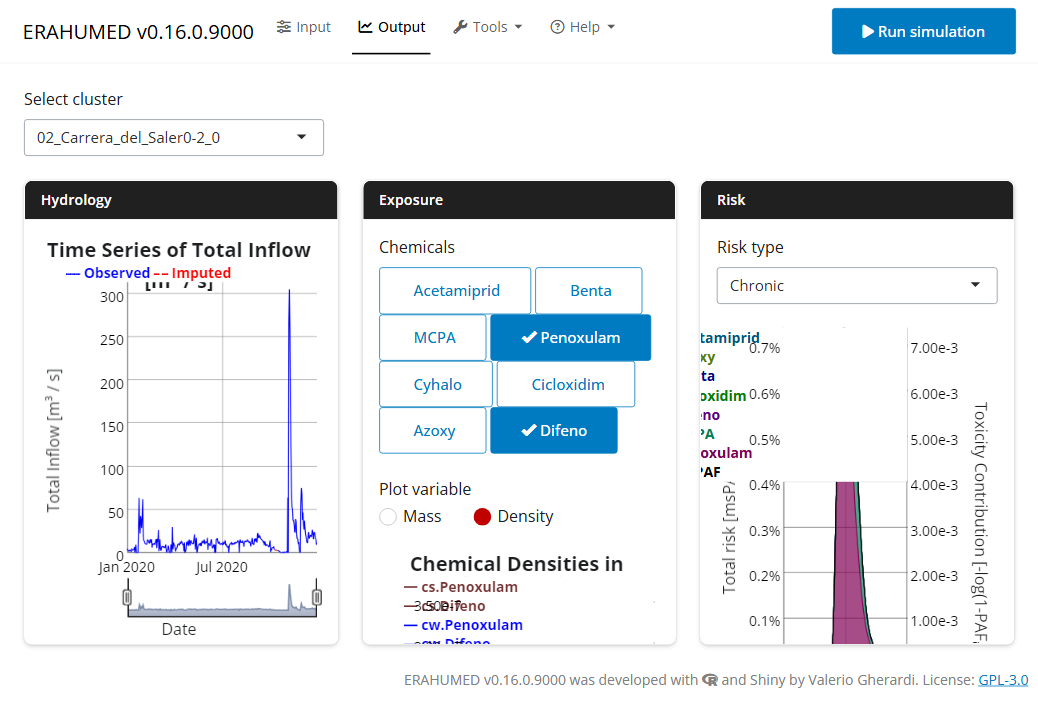 ERAHUMED v0.16.0.9000
Input
Output
Tools
Help
Run simulation
Select cluster
02_Carrera_del_Saler0-2_0
Hydrology
Time Series of Total Inflow
Observed
Imputed
[m³ / s]
Total Inflow [m³ / s]
300
250
200
150
100
50
0
Jan 2020
Jul 2020
Date
Exposure
Chemicals
Acetamiprid
Benta
MCPA
Penoxulam
Cyhalo
Cicloxidim
Azoxy
Difeno
Plot variable
Mass
Density
Chemical Densities in
cs.Penoxulam
cs.Difeno
cw.Penoxulam
cw.Difeno
Risk
Risk type
Chronic
tamiprid
xy
ta
oxidim
no
PA
oxulam
PAF
0.7%
0.6%
0.5%
0.4%
0.3%
0.2%
0.1%
Total risk [msPA
7.00e-3
6.00e-3
5.00e-3
4.00e-3
3.00e-3
2.00e-3
1.00e-3
Toxicity Contribution [-log(1-PAF
ERAHUMED v0.16.0.9000 was developed with R and Shiny by Valerio Gherardi. License: GPL-3.0